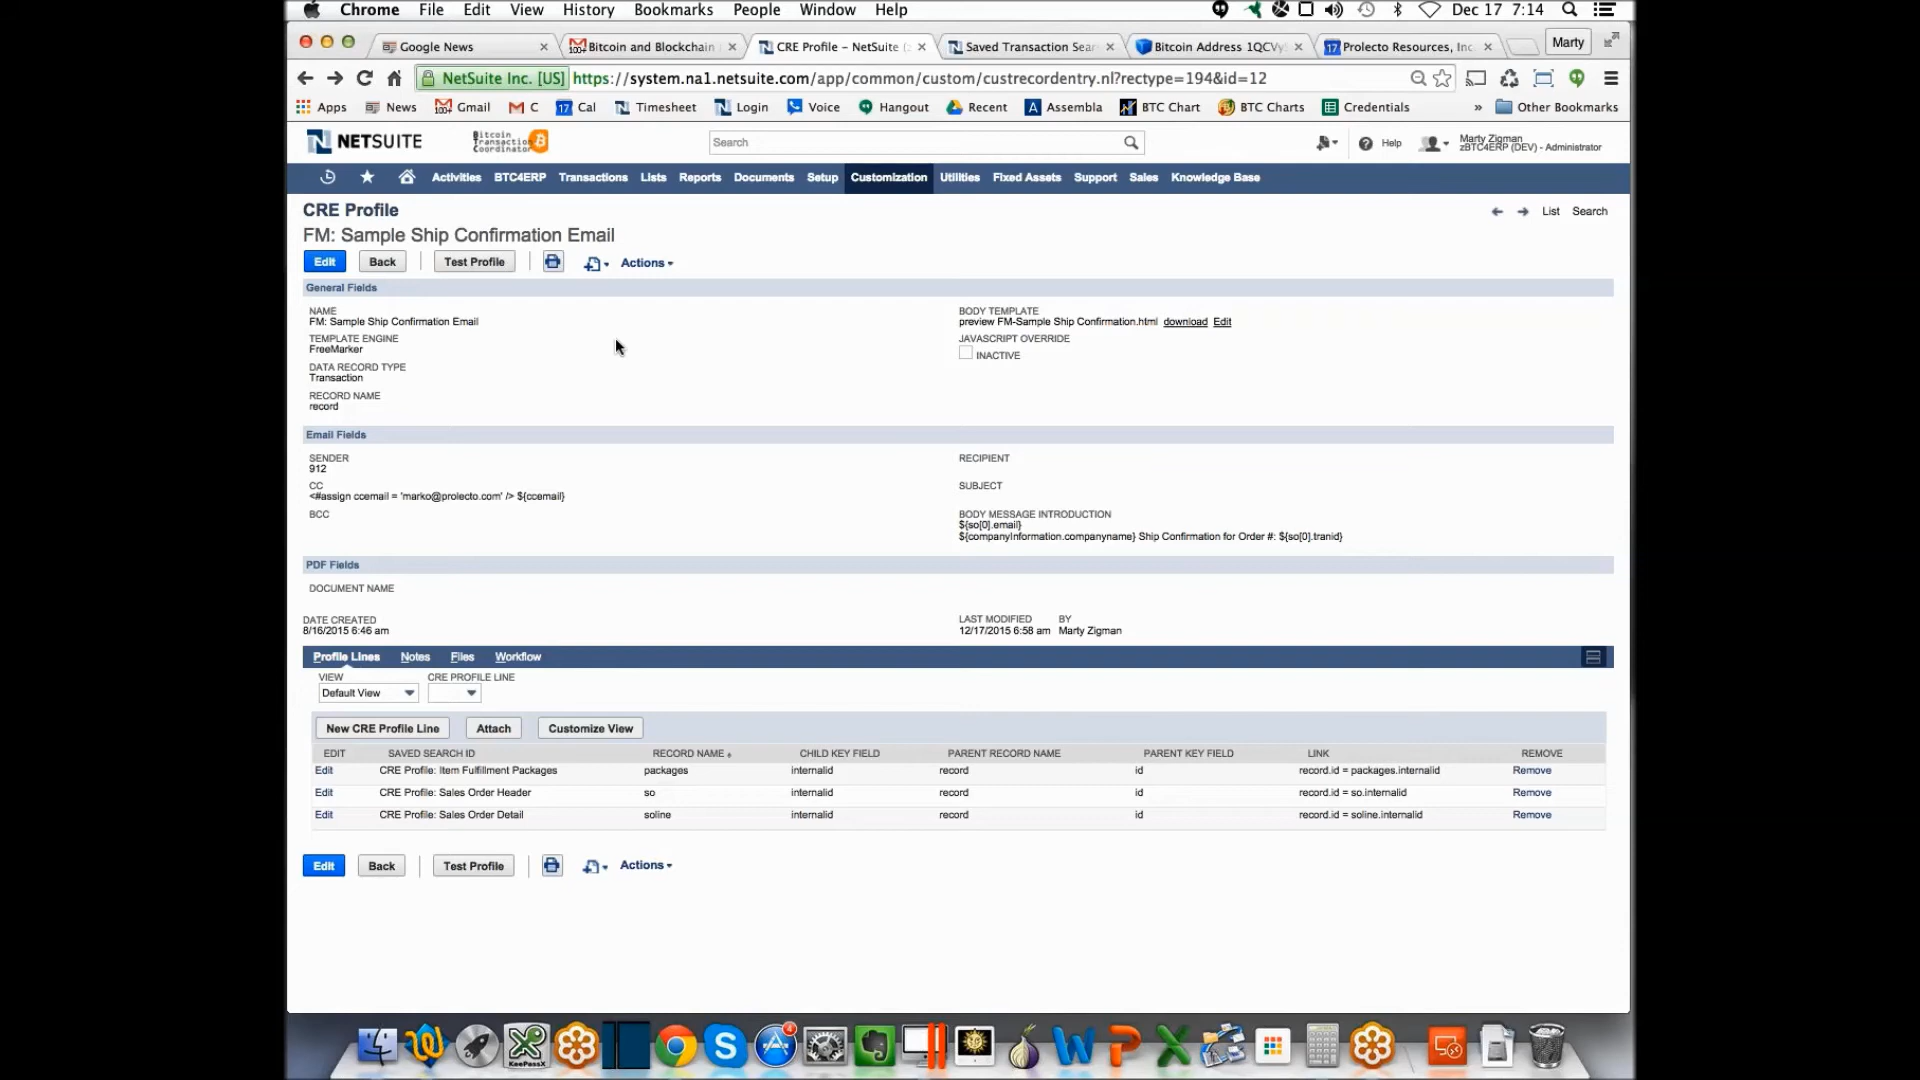 Chrome File Edit View History Bookmarks People Window Help Dec 17 7:14
Google News Bitcoin and Blockchain CRE Profile – NetSuite ( Saved Transaction Sear Bitcoin Address 1QCVy Prolecto Resources, Inc Marty
NetSuite Inc. [US] https://system.na1.netsuite.com/app/common/custom/custrecordentry.nl?rectype=194&id=12
Apps News Gmail C Cal Timesheet Login Voice Hangout Recent Assembla BTC Chart BTC Charts Credentials » Other Bookmarks
NETSUITE Bitcoin Transaction Coordinator Search Help Marty Zigman
zBTC4ERP (DEV) - Administrator
Activities BTC4ERP Transactions Lists Reports Documents Setup Customization Utilities Fixed Assets Support Sales Knowledge Base
CRE Profile List Search
FM: Sample Ship Confirmation Email
Edit Back Test Profile Actions
General Fields
NAME BODY TEMPLATE
FM: Sample Ship Confirmation Email preview FM-Sample Ship Confirmation.html download Edit
TEMPLATE ENGINE JAVASCRIPT OVERRIDE
FreeMarker INACTIVE
DATA RECORD TYPE
Transaction
RECORD NAME
record
Email Fields
SENDER RECIPIENT
912
CC SUBJECT
<#assign ccemail = 'marko@prolecto.com' /> ${ccemail}
BCC BODY MESSAGE INTRODUCTION
${so[0].email}
${companyInformation.companyname} Ship Confirmation for Order #: ${so[0].tranid}
PDF Fields
DOCUMENT NAME
DATE CREATED LAST MODIFIED BY
8/16/2015 6:46 am 12/17/2015 6:58 am Marty Zigman
Profile Lines Notes Files Workflow
VIEW CRE PROFILE LINE
Default View
New CRE Profile Line Attach Customize View
EDIT SAVED SEARCH ID RECORD NAME CHILD KEY FIELD PARENT RECORD NAME PARENT KEY FIELD LINK REMOVE
Edit CRE Profile: Item Fulfillment Packages packages internalid record id record.id = packages.internalid Remove
Edit CRE Profile: Sales Order Header so internalid record id record.id = so.internalid Remove
Edit CRE Profile: Sales Order Detail soline internalid record id record.id = soline.internalid Remove
Edit Back Test Profile Actions
KeePassX